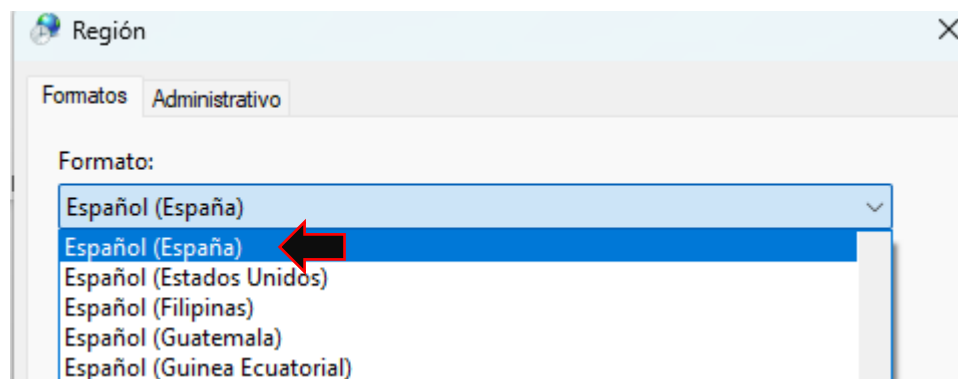 Región
Formatos Administrativo
Formato:
Español (España)
Español (España)
Español (Estados Unidos)
Español (Filipinas)
Español (Guatemala)
Español (Guinea Ecuatorial)